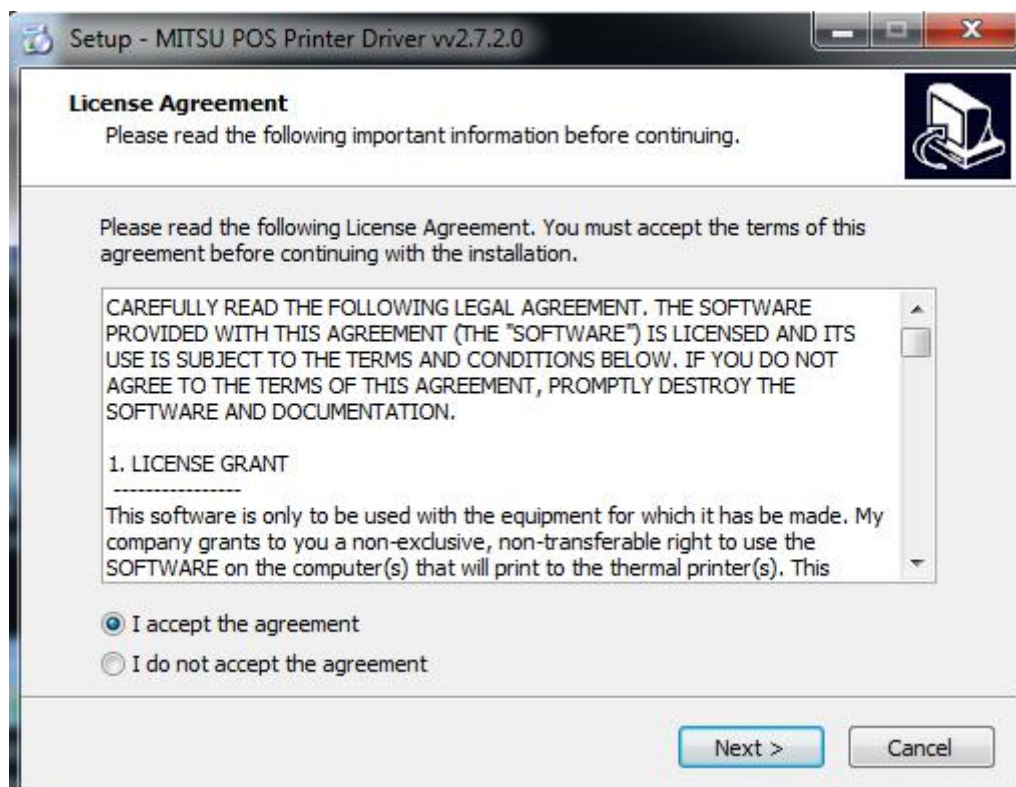 Setup - MITSU POS Printer Driver vv2.7.2.0
License Agreement
Please read the following important information before continuing.
Please read the following License Agreement. You must accept the terms of this
agreement before continuing with the installation.
CAREFULLY READ THE FOLLOWING LEGAL AGREEMENT. THE SOFTWARE
PROVIDED WITH THIS AGREEMENT (THE "SOFTWARE") IS LICENSED AND ITS
USE IS SUBJECT TO THE TERMS AND CONDITIONS BELOW. IF YOU DO NOT
AGREE TO THE TERMS OF THIS AGREEMENT, PROMPTLY DESTROY THE
SOFTWARE AND DOCUMENTATION.
1. LICENSE GRANT
----------------
This software is only to be used with the equipment for which it has be made. My
company grants to you a non-exclusive, non-transferable right to use the
SOFTWARE on the computer(s) that will print to the thermal printer(s). This
I accept the agreement
I do not accept the agreement
Next >
Cancel